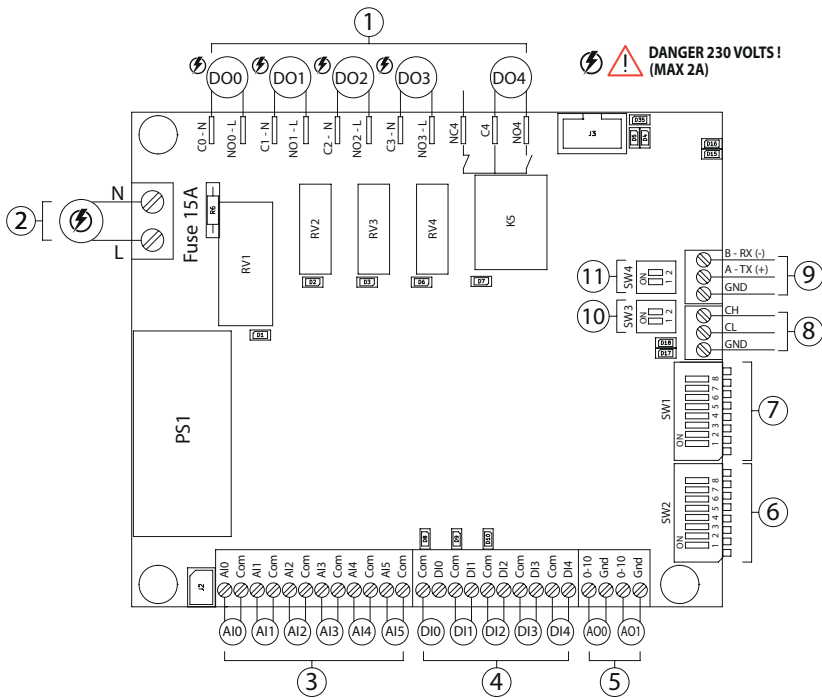 1
DANGER 230 VOLTS !
(MAX 2A)
DO0 DO1 DO2 DO3 DO4
C0 - N NO0 - L C1 - N NO1 - L C2 - N NO2 - L C3 - N NO3 - L NC4 C4 NO4
J3 D35 D5 D4
D16
D15
2 N L
Fuse 15A
R6 RV1 RV2 RV3 RV4 K5
D2 D3 D6 D7
D1
11 SW4 ON 1 2
10 SW3 ON 1 2
B - RX (-)
A - TX (+)
GND
9
CH
CL
GND
8
D18
D17
PS1
SW1 ON 1 2 3 4 5 6 7 8
7
SW2 ON 1 2 3 4 5 6 7 8
6
D8 D9 D10
J2
AI0 Com AI1 Com AI2 Com AI3 Com AI4 Com AI5 Com Com DI0 Com DI1 Com DI2 Com DI3 Com DI4 0-10 Gnd 0-10 Gnd
AI0 AI1 AI2 AI3 AI4 AI5 DI0 DI1 DI2 DI3 DI4 AO0 AO1
3 4 5